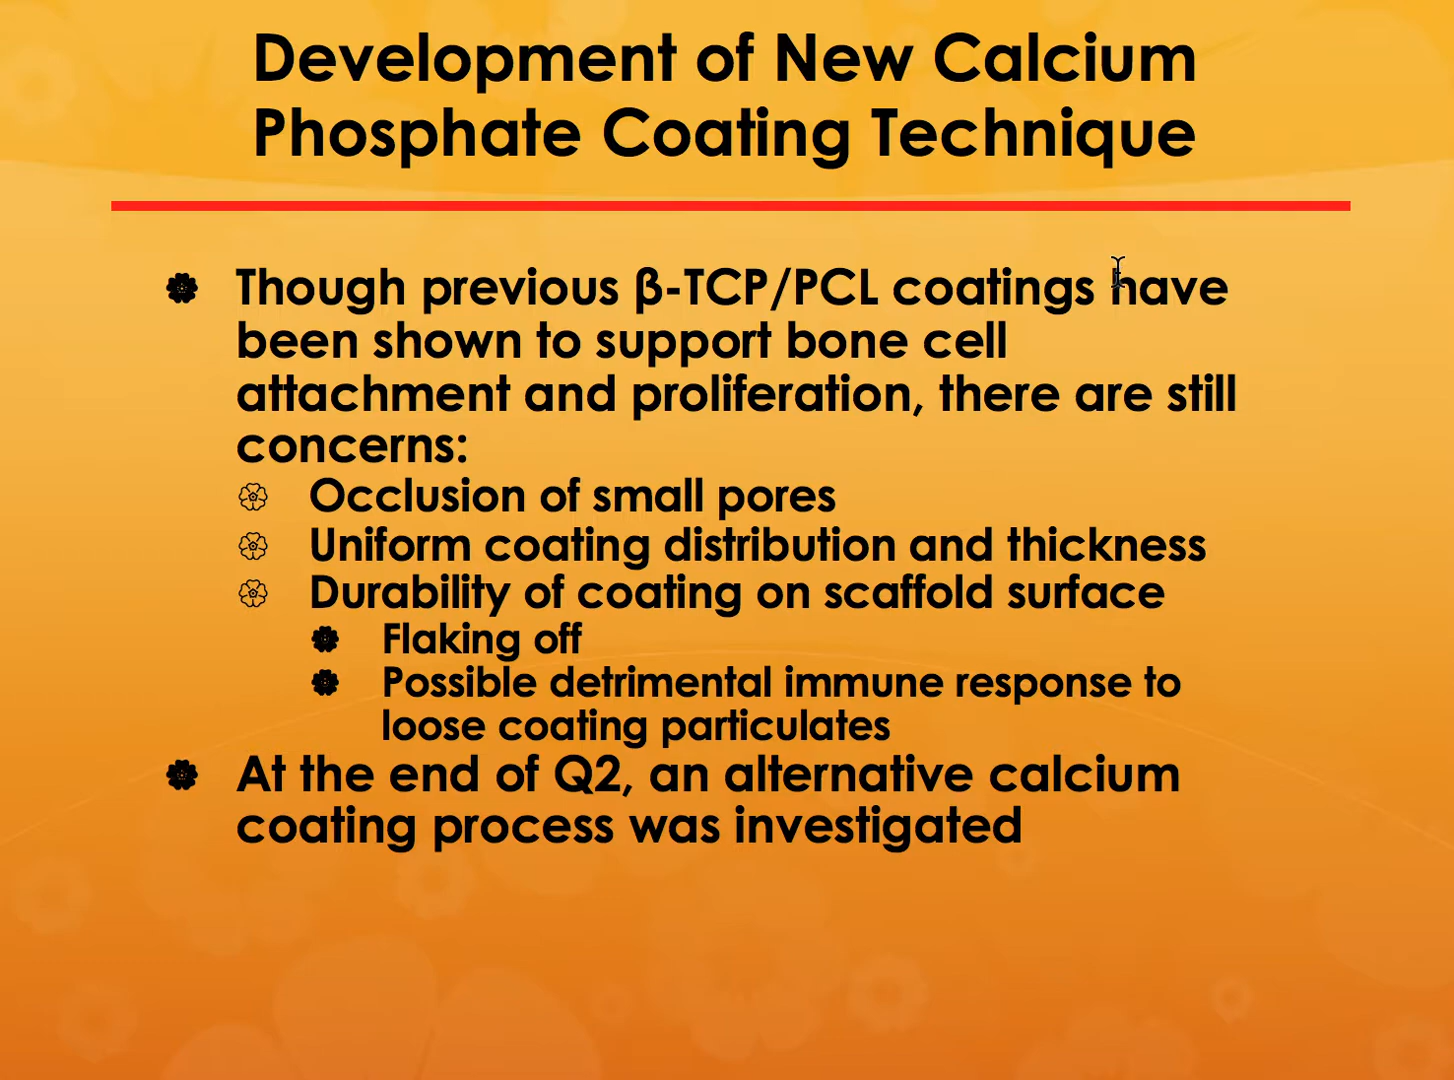 Development of New Calcium
Phosphate Coating Technique
Though previous β-TCP/PCL coatings have
been shown to support bone cell
attachment and proliferation, there are still
concerns:
Occlusion of small pores
Uniform coating distribution and thickness
Durability of coating on scaffold surface
Flaking off
Possible detrimental immune response to
loose coating particulates
At the end of Q2, an alternative calcium
coating process was investigated